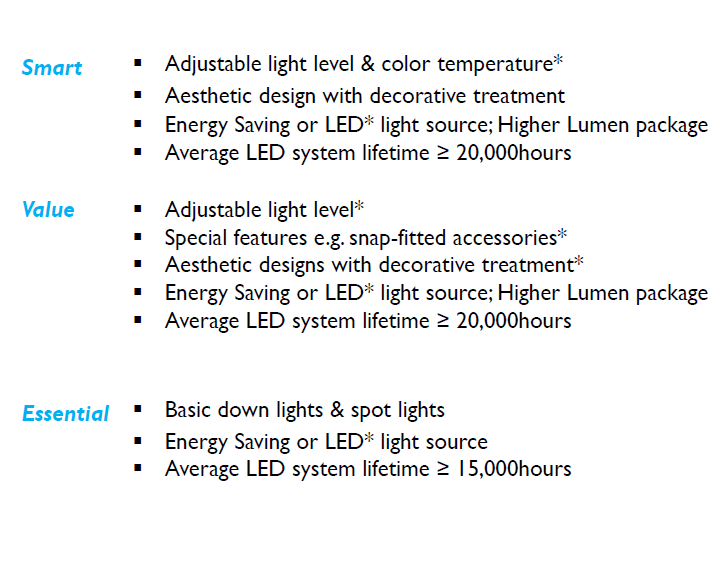 Smart ▪ Adjustable light level & color temperature*
▪ Aesthetic design with decorative treatment
▪ Energy Saving or LED* light source; Higher Lumen package
▪ Average LED system lifetime ≥ 20,000hours
Value ▪ Adjustable light level*
▪ Special features e.g. snap-fitted accessories*
▪ Aesthetic designs with decorative treatment*
▪ Energy Saving or LED* light source; Higher Lumen package
▪ Average LED system lifetime ≥ 20,000hours
Essential ▪ Basic down lights & spot lights
▪ Energy Saving or LED* light source
▪ Average LED system lifetime ≥ 15,000hours